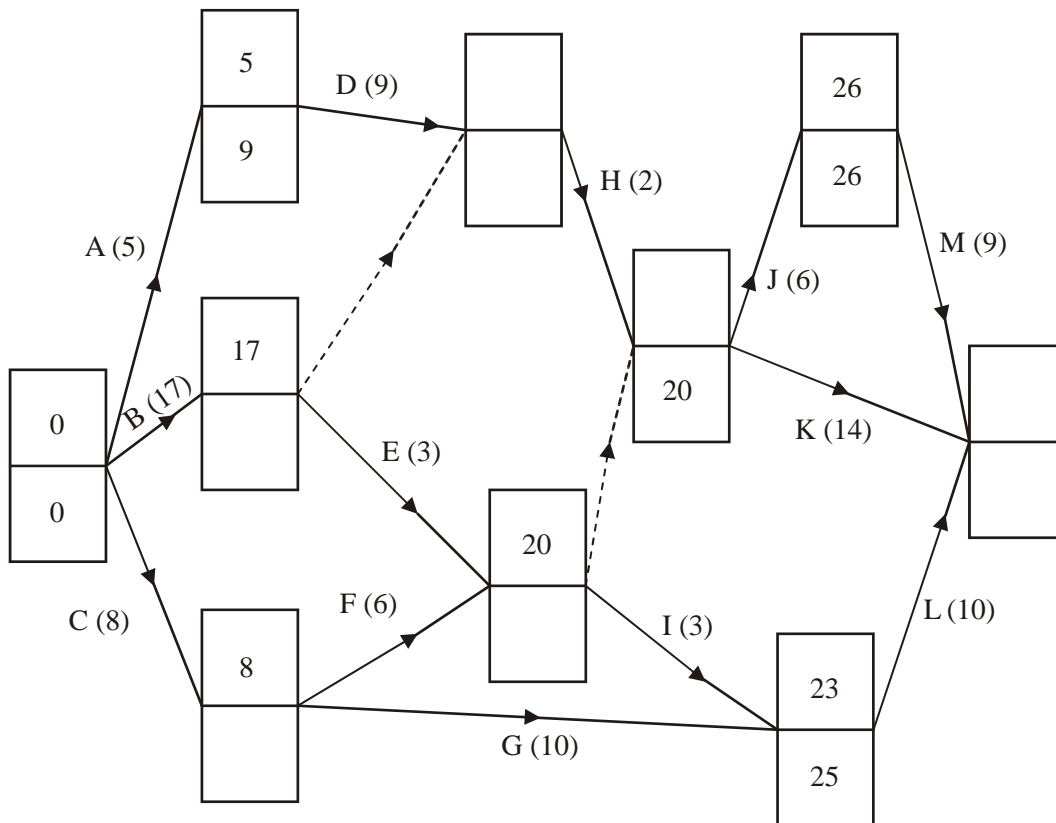 5
9
D (9)
26
26
H (2)
A (5)
J (6)
M (9)
17
20
B (17)
0
0
K (14)
E (3)
20
C (8)
F (6)
I (3)
L (10)
8
G (10)
23
25